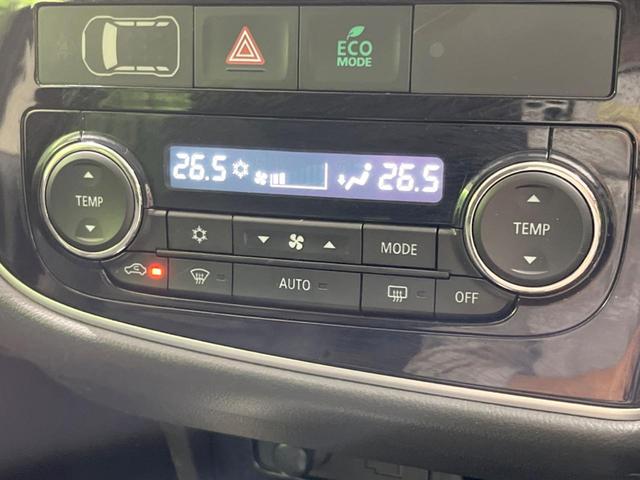 ECO
MODE
26.5 26.5
TEMP
TEMP
MODE
AUTO
OFF